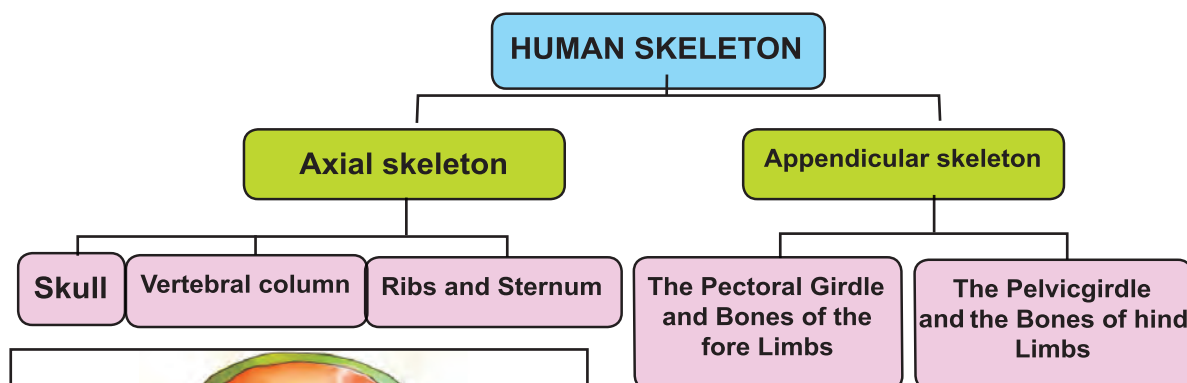 HUMAN SKELETON
Axial skeleton
Appendicular skeleton
Skull
Vertebral column
Ribs and Sternum
The Pectoral Girdle
and Bones of the
fore Limbs
The Pelvicgirdle
and the Bones of hind
Limbs